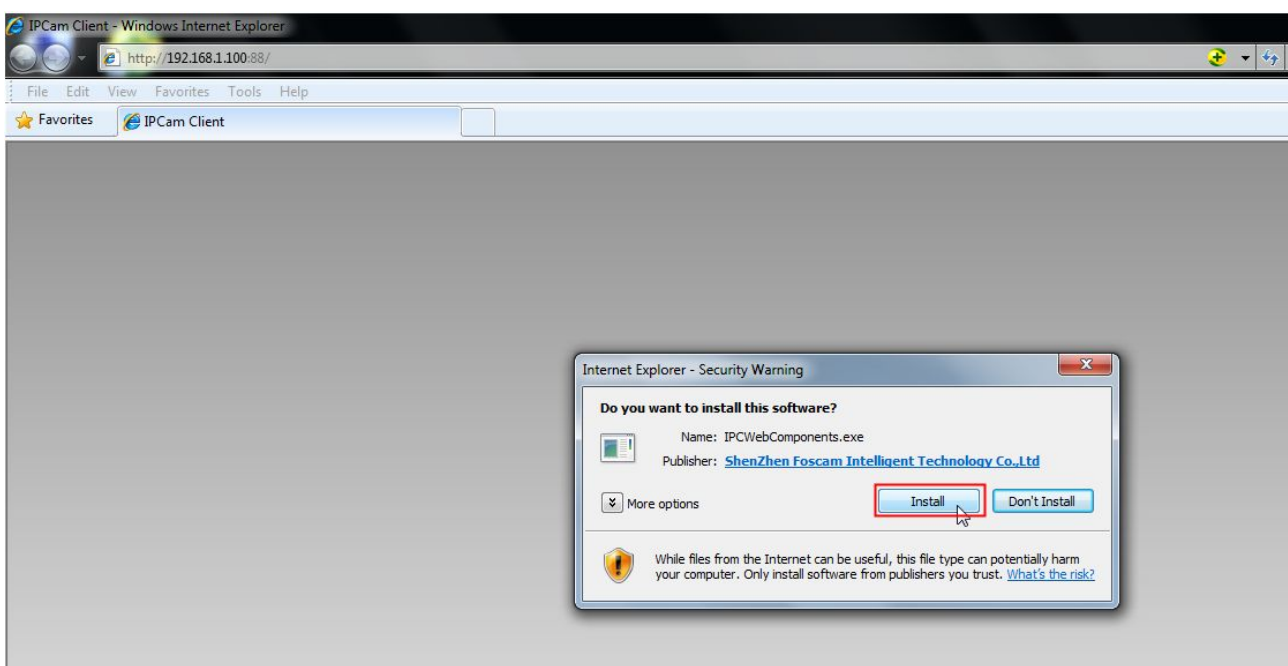 IPCam Client - Windows Internet Explorer
http://192.168.1.100:88/
File Edit View Favorites Tools Help
Favorites IPCam Client
Internet Explorer - Security Warning
Do you want to install this software?
Name: IPCWebComponents.exe
Publisher: ShenZhen Foscam Intelligent Technology Co.,Ltd
More options Install Don't Install
While files from the Internet can be useful, this file type can potentially harm
your computer. Only install software from publishers you trust. What's the risk?